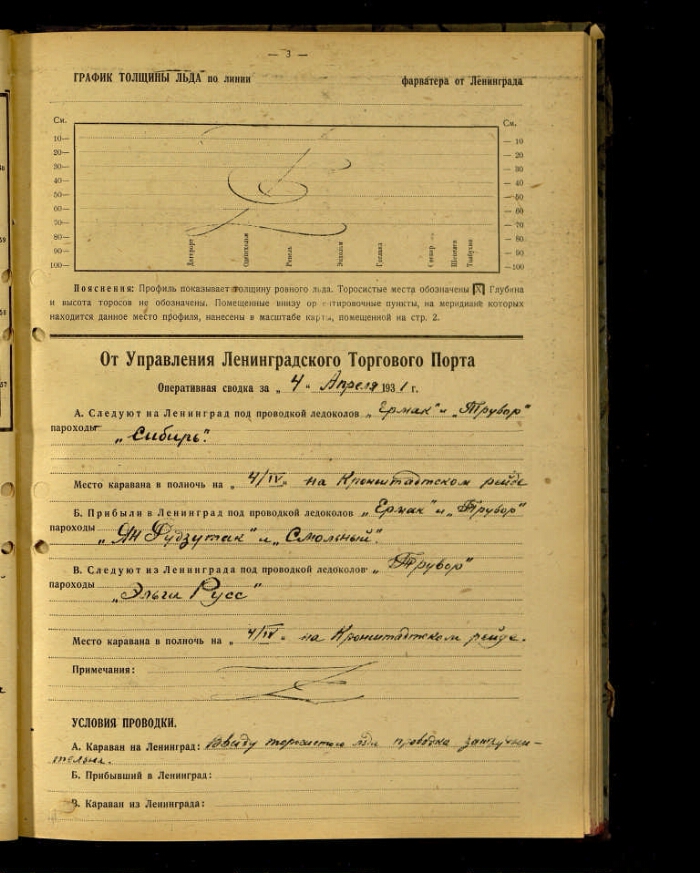 — 3 —
ГРАФИК ТОЛЩИНЫ ЛЬДА по линии фарватера от Ленинграда
См. См.
10 — — 10
20 — — 20
30 — — 30
40 — — 40
50 — — 50
60 — — 60
70 — — 70
80 — — 80
90 — — 90
100 — — 100
Пояснения: Профиль показывает толщину ровного льда. Торосистые места обозначены X Глубина
и высота торосов не обозначены. Помещенные внизу ориентировочные пункты, на меридиане которых
находится данное место профиля, нанесены в масштабе карты, помещенной на стр. 2.
От Управления Ленинградского Торгового Порта
Оперативная сводка за „ 4 " Апреля 1931 г.
А. Следуют на Ленинград под проводкой ледоколов „Ермак" и „Трувор"
пароходы „Сибирь".
Место каравана в полночь на „ 4/IV " на Кронштадтском рейде
Б. Прибыли в Ленинград под проводкой ледоколов „Ермак" и „Трувор"
пароходы „Ян Рудзутак" и „Смольный".
В. Следуют из Ленинграда под проводкой ледоколов „Трувор"
пароходы „Эльги Русс"
Место каравана в полночь на „ 4/IV " на Кронштадтском рейде.
Примечания:
УСЛОВИЯ ПРОВОДКИ.
А. Караван на Ленинград: Ввиду торосистого льда проводка затрудни-
тельна.
Б. Прибывший в Ленинград:
В. Караван из Ленинграда: